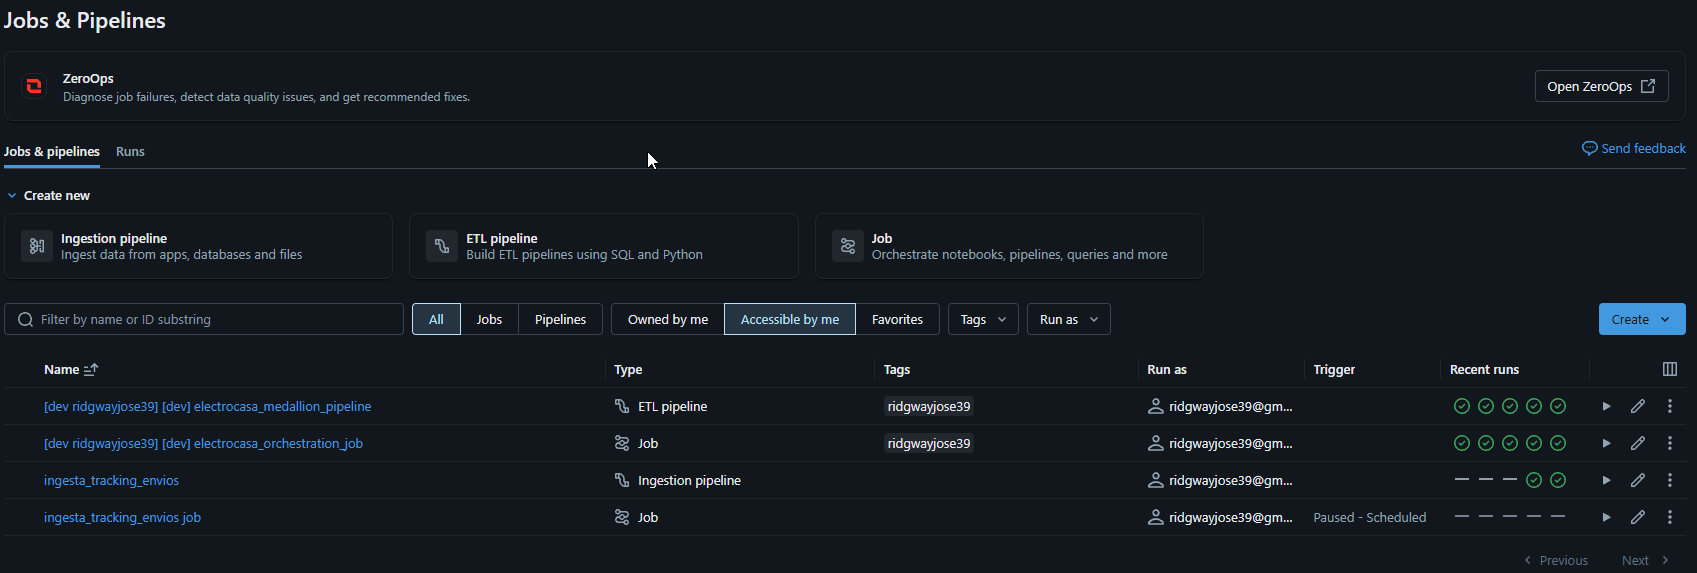 Jobs & Pipelines
ZeroOps
Diagnose job failures, detect data quality issues, and get recommended fixes.
Open ZeroOps
Jobs & pipelines Runs
Send feedback
Create new
Ingestion pipeline
Ingest data from apps, databases and files
ETL pipeline
Build ETL pipelines using SQL and Python
Job
Orchestrate notebooks, pipelines, queries and more
Filter by name or ID substring All Jobs Pipelines Owned by me Accessible by me Favorites Tags Run as Create
Name Type Tags Run as Trigger Recent runs
[dev ridgwayjose39] [dev] electrocasa_medallion_pipeline ETL pipeline ridgwayjose39 ridgwayjose39@gm...
[dev ridgwayjose39] [dev] electrocasa_orchestration_job Job ridgwayjose39 ridgwayjose39@gm...
ingesta_tracking_envios Ingestion pipeline ridgwayjose39@gm...
ingesta_tracking_envios job Job ridgwayjose39@gm... Paused - Scheduled
Previous Next